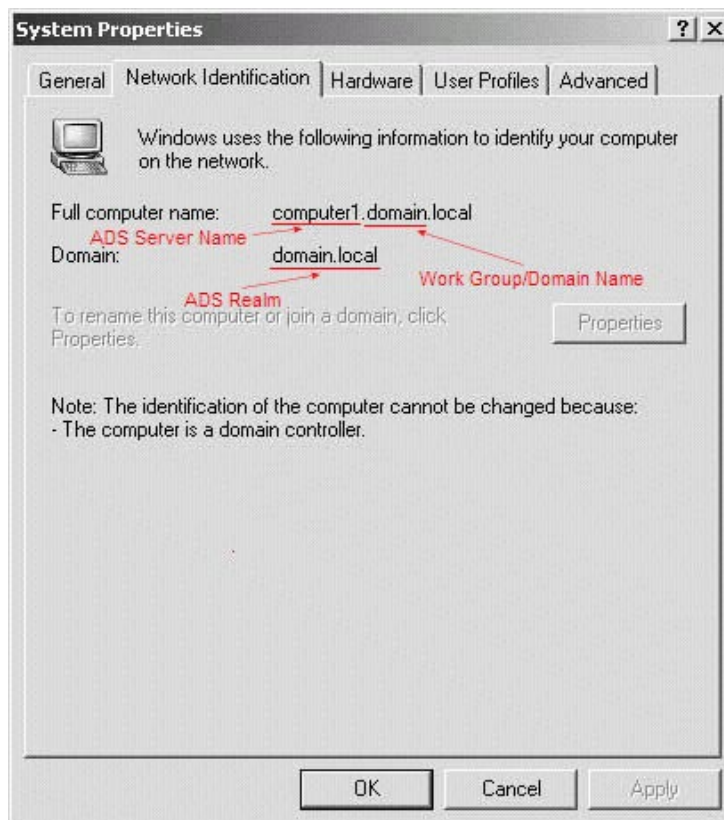 System Properties
General Network Identification Hardware User Profiles Advanced
Windows uses the following information to identify your computer
on the network.
Full computer name: computer1.domain.local
ADS Server Name
Domain: domain.local
Work Group/Domain Name
ADS Realm
To rename this computer or join a domain, click
Properties.
Properties
Note: The identification of the computer cannot be changed because:
- The computer is a domain controller.
OK Cancel Apply